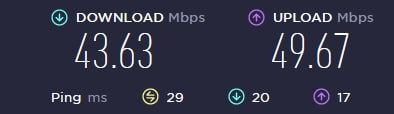 DOWNLOAD Mbps UPLOAD Mbps
43.63 49.67
Ping ms 29 20 17